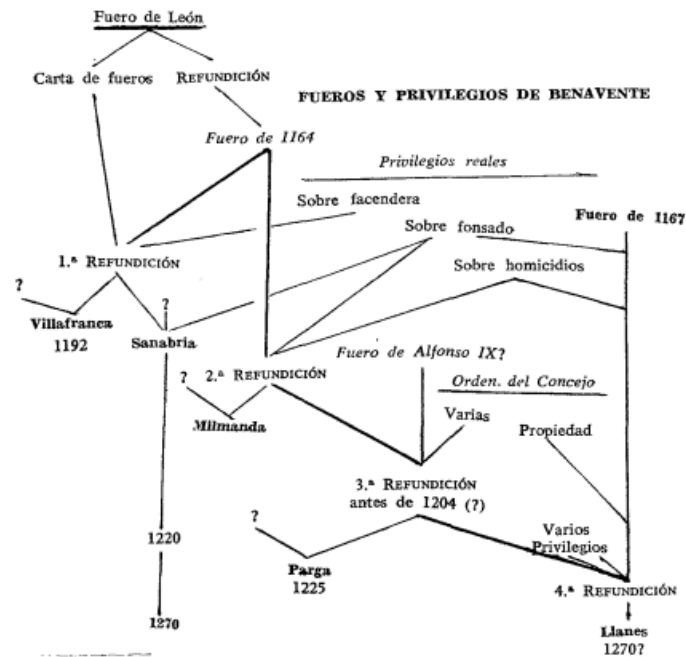 Fuero de León
Carta de fueros
REFUNDICIÓN
FUEROS Y PRIVILEGIOS DE BENAVENTE
Fuero de 1164
Privilegios reales
Sobre facendera
Fuero de 1167
Sobre fonsado
1.ª REFUNDICIÓN
Sobre homicidios
?
?
Villafranca
1192
Sanabria
Fuero de Alfonso IX?
2.ª REFUNDICIÓN
?
Orden. del Concejo
Milmanda
Varias
Propiedad
3.ª REFUNDICIÓN
antes de 1204 (?)
?
1220
Varios
Privilegios
Parga
1225
4.ª REFUNDICIÓN
1270
Llanes
1270?